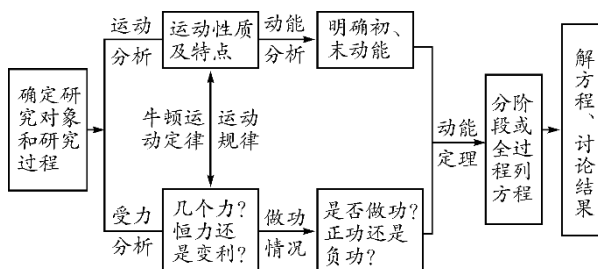 确定研
究对象
和研究
过程
运动
分析
运动性质
及特点
动能
分析
明确初、
末动能
牛顿运
动定律
运动
规律
受力
分析
几个力?
恒力还
是变利?
做功
情况
是否做功?
正功还是
负功?
动能
定理
分阶
段或
全过
程列
方程
解方程、讨论结果